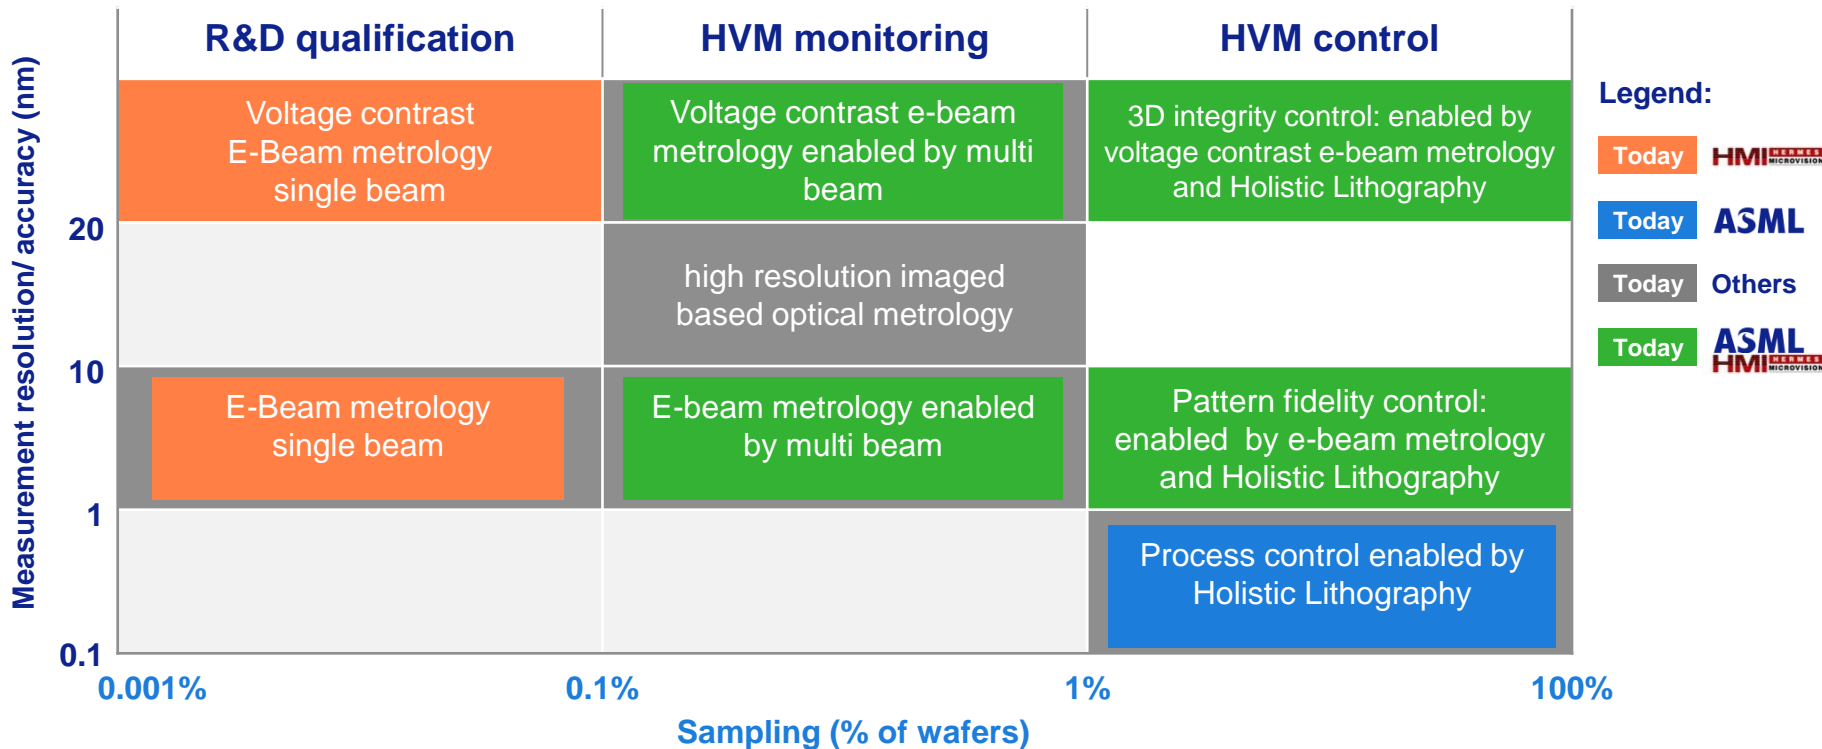 R&D qualification
HVM monitoring
HVM control
Measurement resolution/ accuracy (nm)
Voltage contrast
E-Beam metrology
single beam
Voltage contrast e-beam
metrology enabled by multi
beam
3D integrity control: enabled by
voltage contrast e-beam metrology
and Holistic Lithography
20
high resolution imaged
based optical metrology
10
E-Beam metrology
single beam
E-beam metrology enabled
by multi beam
Pattern fidelity control:
enabled  by e-beam metrology
and Holistic Lithography
1
Process control enabled by
Holistic Lithography
0.1
0.001%
0.1%
1%
100%
Sampling (% of wafers)
Legend:
Today HMI HERMES
MICROVISION
Today ASML
Today Others
Today ASML
HMI HERMES
MICROVISION